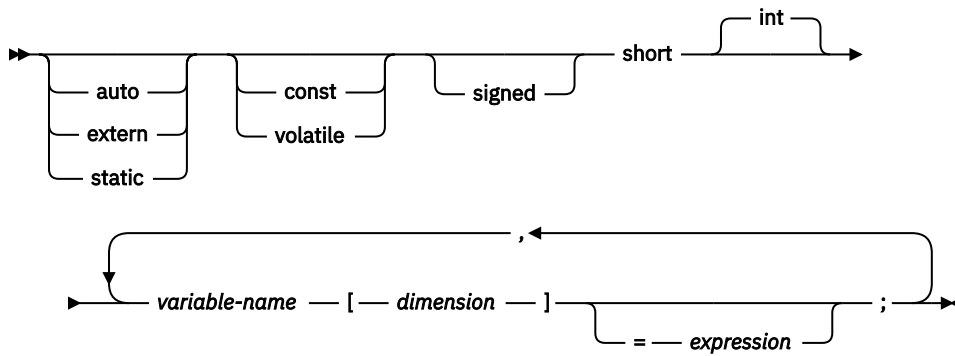 int
short
auto const signed
extern volatile
static
,
variable-name [ dimension ] ;
= expression